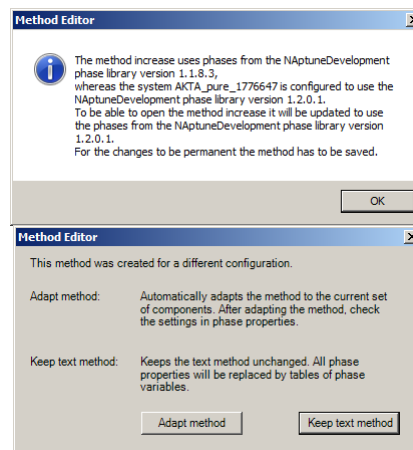 Method Editor
The method increase uses phases from the NAptuneDevelopment
phase library version 1.1.8.3,
whereas the system AKTA_pure_1776647 is configured to use the
NAptuneDevelopment phase library version 1.2.0.1.
To be able to open the method increase it will be updated to use
the phases from the NAptuneDevelopment phase library version
1.2.0.1.
For the changes to be permanent the method has to be saved.
OK
Method Editor
This method was created for a different configuration.
Adapt method: Automatically adapts the method to the current set
of components. After adapting the method, check
the settings in phase properties.
Keep text method: Keeps the text method unchanged. All phase
properties will be replaced by tables of phase
variables.
Adapt method Keep text method